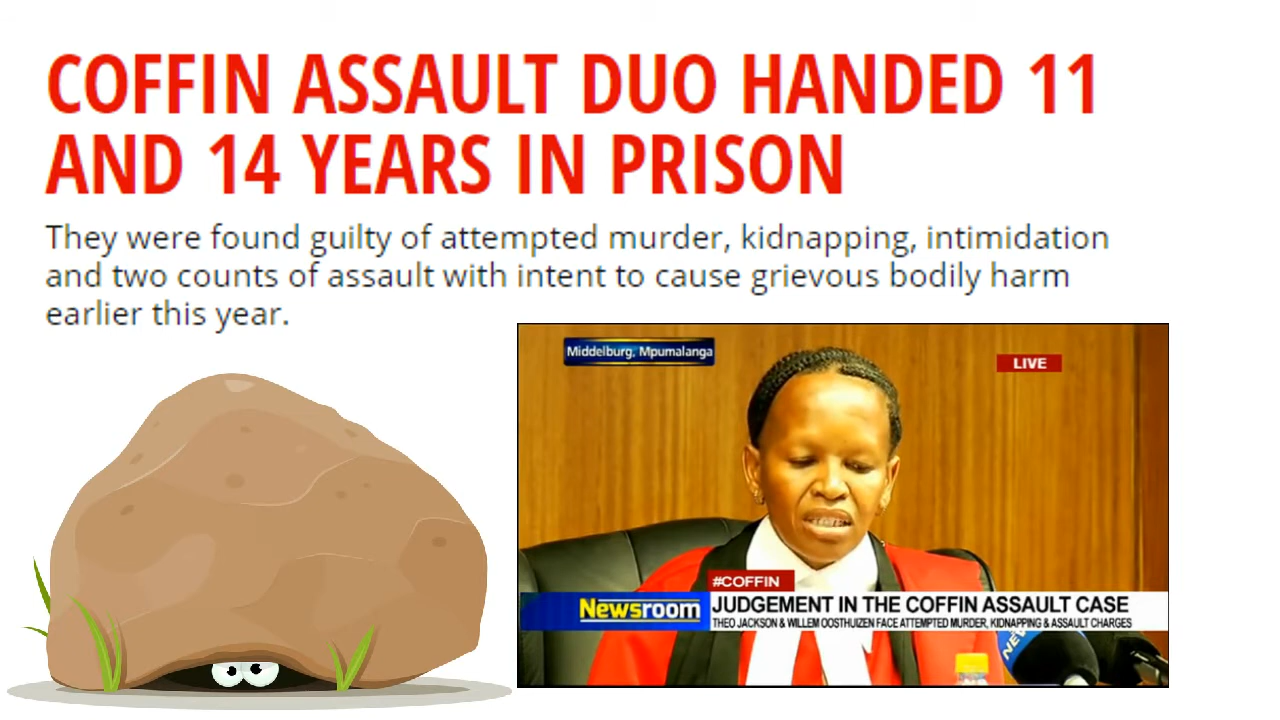 COFFIN ASSAULT DUO HANDED 11
AND 14 YEARS IN PRISON
They were found guilty of attempted murder, kidnapping, intimidation
and two counts of assault with intent to cause grievous bodily harm
earlier this year.
Middelburg, Mpumalanga
LIVE
#COFFIN
Newsroom
JUDGEMENT IN THE COFFIN ASSAULT CASE
THEO JACKSON & WILLEM OOSTHUIZEN FACE ATTEMPTED MURDER, KIDNAPPING & ASSAULT CHARGES